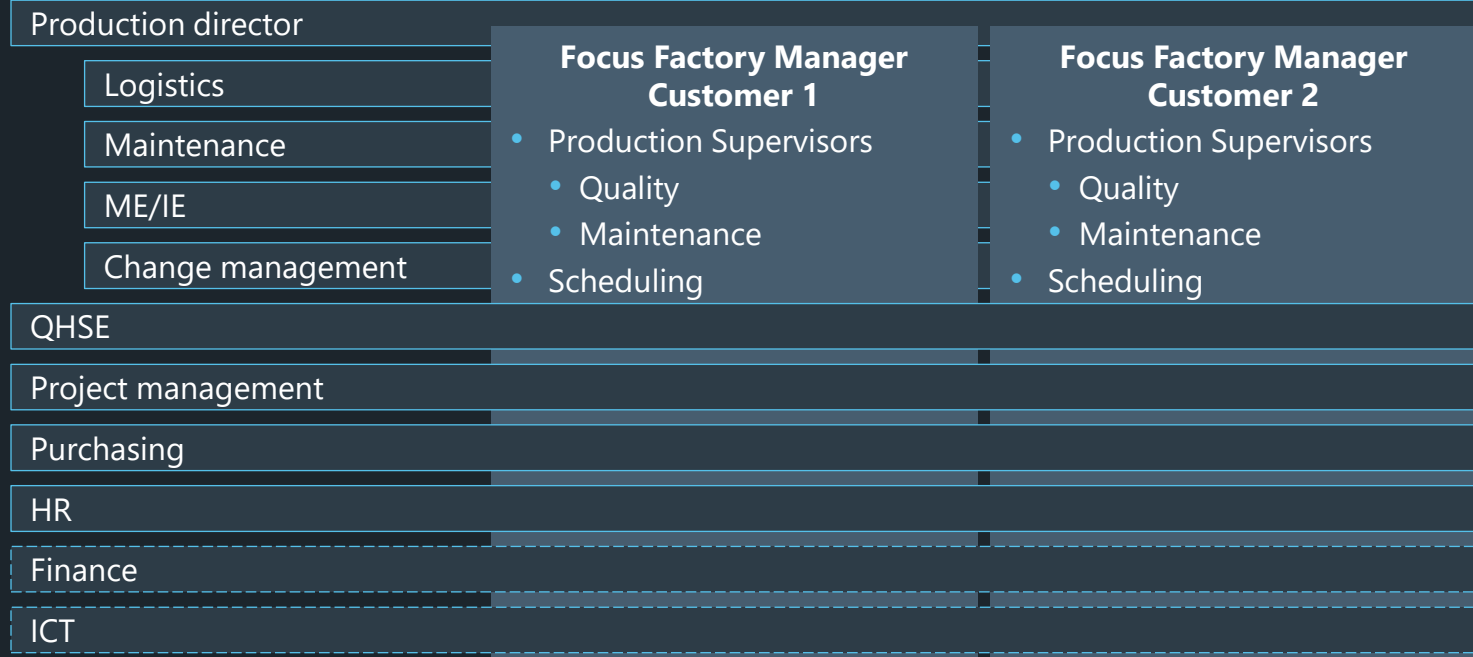 Production director
Logistics
Maintenance
ME/IE
Change management
QHSE
Project management
Purchasing
HR
Finance
ICT
Focus Factory Manager
Customer 1
• Production Supervisors
• Quality
• Maintenance
• Scheduling
Focus Factory Manager
Customer 2
• Production Supervisors
• Quality
• Maintenance
• Scheduling